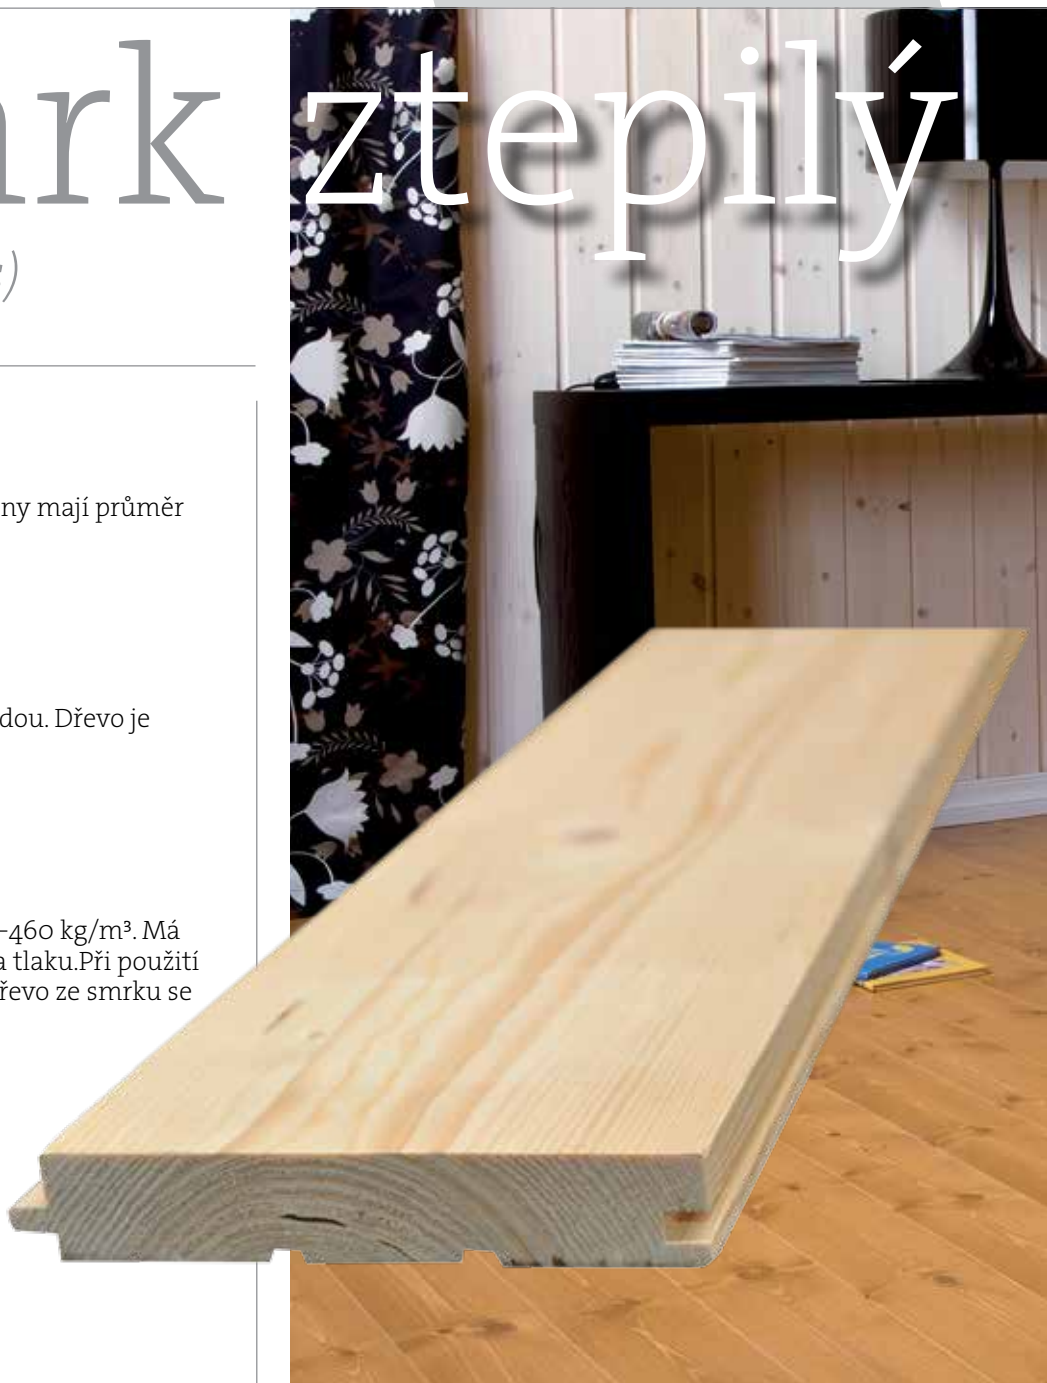 rk ztepilý
ny mají průměr
dou. Dřevo je
–460 kg/m³. Má
a tlaku.Při použití
řevo ze smrku se